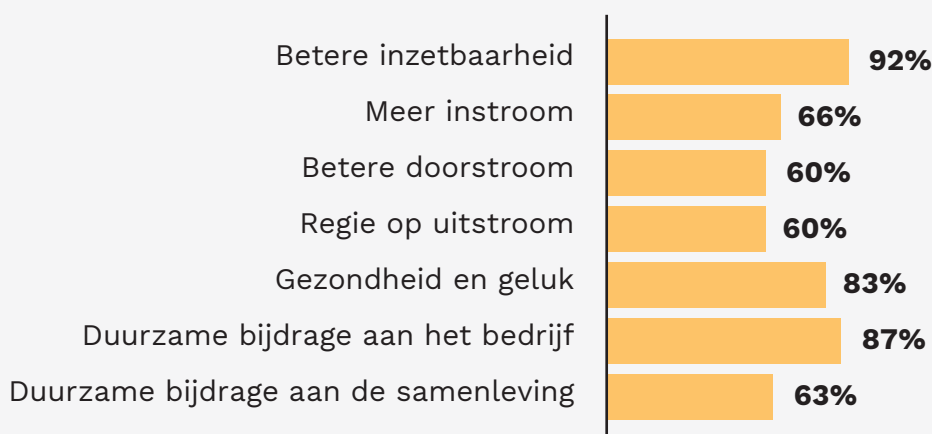 Betere inzetbaarheid 92%
Meer instroom 66%
Betere doorstroom 60%
Regie op uitstroom 60%
Gezondheid en geluk 83%
Duurzame bijdrage aan het bedrijf 87%
Duurzame bijdrage aan de samenleving 63%